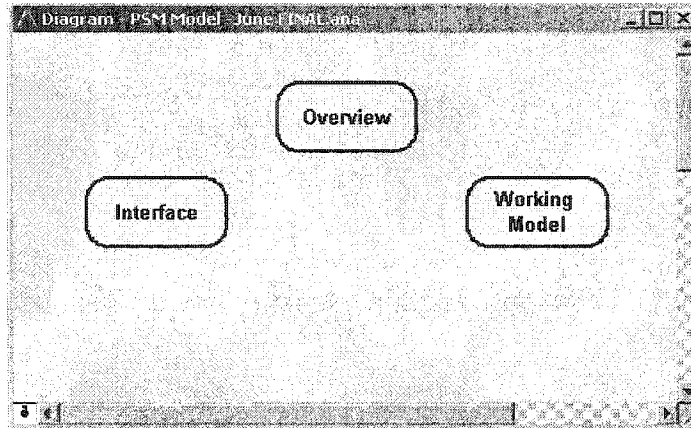 Diagram - PSM Model - June FINAL.ana
Overview
Interface
Working
Model